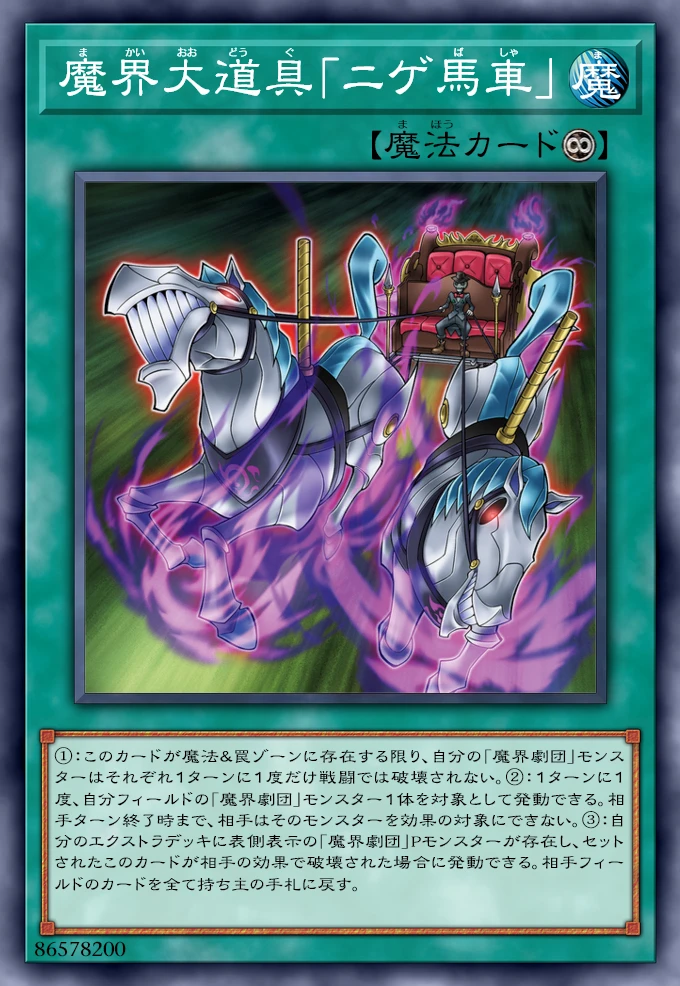 魔界大道具「ニゲ馬車」 魔
【魔法カード】
①:このカードが魔法&罠ゾーンに存在する限り、自分の「魔界劇団」モンス
ターはそれぞれ1ターンに1度だけ戦闘では破壊されない。②:1ターンに1
度、自分フィールドの「魔界劇団」モンスター1体を対象として発動できる。相
手ターン終了時まで、相手はそのモンスターを効果の対象にできない。③:自
分のエクストラデッキに表側表示の「魔界劇団」Pモンスターが存在し、セット
されたこのカードが相手の効果で破壊された場合に発動できる。相手フィー
ルドのカードを全て持ち主の手札に戻す。
86578200